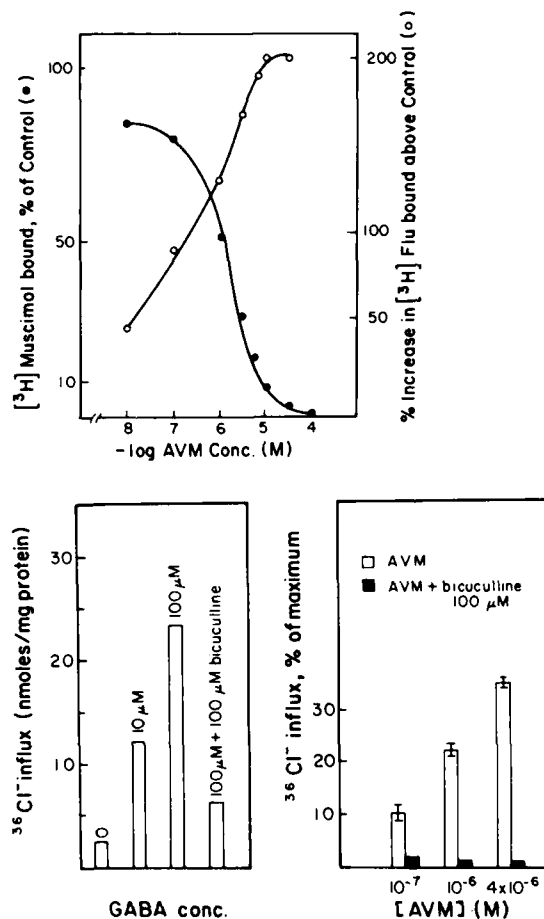 [³H] Muscimol bound, % of Control (●)
100
50
10
200
100
50
% Increase in [³H] Flu bound above Control (○)
8 7 6 5 4
-log AVM Conc. (M)
³⁶Cl⁻ influx (nmoles/mg protein)
30
20
10
0
10 μM
100 μM
100 μM + 100 μM bicuculline
GABA conc.
³⁶Cl⁻ influx, % of maximum
30
20
10
AVM
AVM + bicuculline
100 μM
10⁻⁷ 10⁻⁶ 4x10⁻⁶
[AVM] (M)